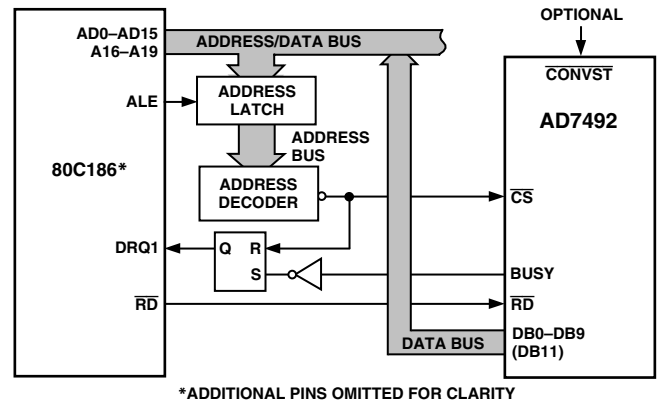 OPTIONAL
AD0–AD15
A16–A19
ADDRESS/DATA BUS
CONVST
ALE
ADDRESS
LATCH
AD7492
ADDRESS
BUS
80C186*
ADDRESS
DECODER
CS
DRQ1
Q
R
S
BUSY
RD
RD
DB0–DB9
(DB11)
DATA BUS
*ADDITIONAL PINS OMITTED FOR CLARITY